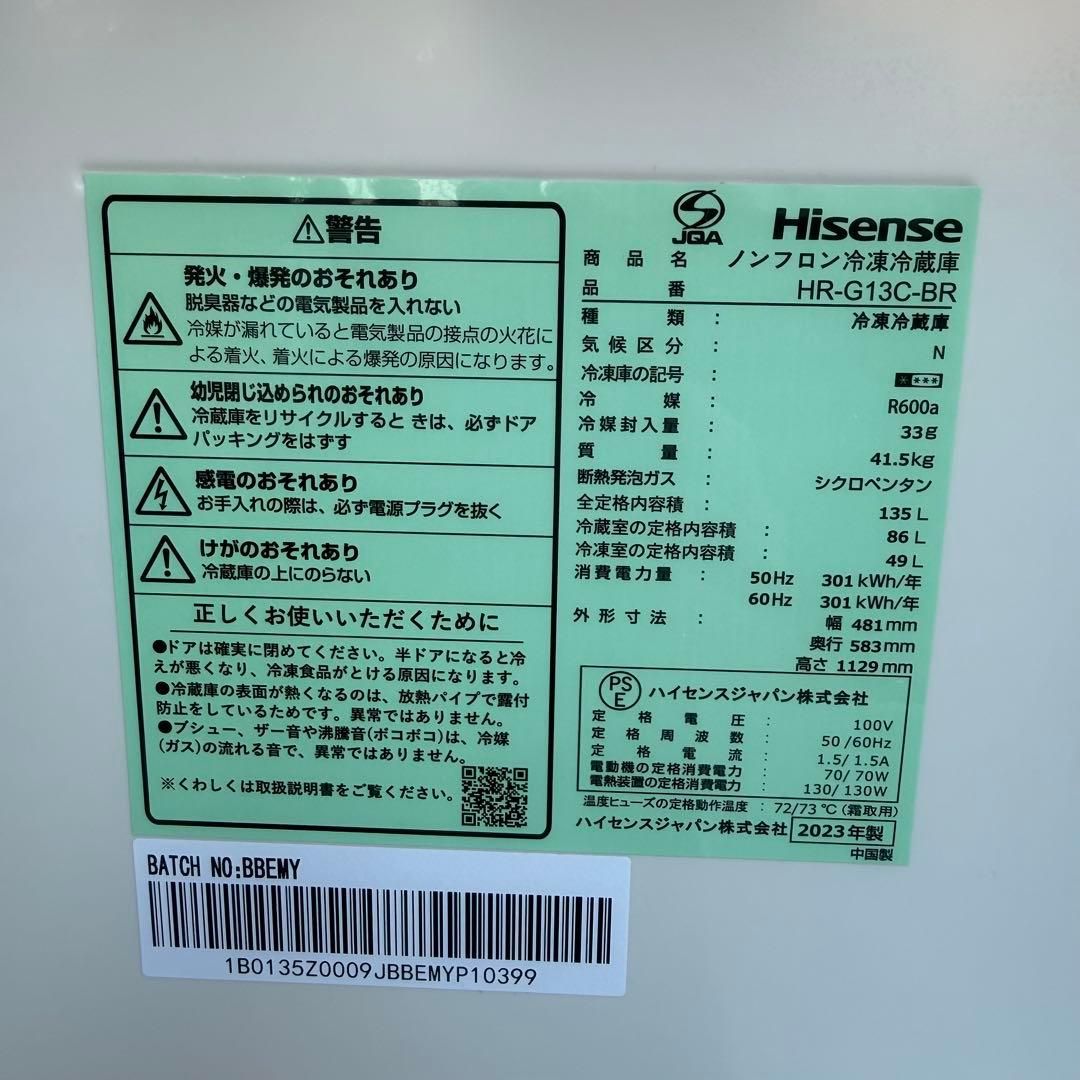 ⚠警告
発火・爆発のおそれあり
脱臭器などの電気製品を入れない
冷媒が漏れていると電気製品の接点の火花に
よる着火、着火による爆発の原因になります。
幼児閉じ込められのおそれあり
冷蔵庫をリサイクルすると きは、必ずドア
パッキングをはずす
感電のおそれあり
お手入れの際は、必ず電源プラグを抜く
けがのおそれあり
冷蔵庫の上にのらない
正しくお使いいただくために
●ドアは確実に閉めてください。半ドアになると冷
えが悪くなり、冷凍食品がとける原因になります。
●冷蔵庫の表面が熱くなるのは、放熱パイプで露付
防止をしているためです。異常ではありません。
●ブシュー、ザー音や沸騰音(ボコボコ)は、冷媒
(ガス)の流れる音で、異常ではありません。
※くわしくは取扱説明書をご覧ください。
JQA Hisense
商品名 ノンフロン冷凍冷蔵庫
品番 HR-G13C-BR
種類 : 冷凍冷蔵庫
気候区分 : N
冷凍庫の記号 : ****
冷媒 : R600a
冷媒封入量 : 33g
質量 : 41.5kg
断熱発泡ガス : シクロペンタン
全定格内容積 : 135 L
冷蔵室の定格内容積 : 86 L
冷凍室の定格内容積 : 49 L
消費電力量 : 50Hz 301 kWh/年
60Hz 301 kWh/年
外形寸法 : 幅 481mm
奥行 583mm
高さ 1129mm
PSE ハイセンスジャパン株式会社
定格電圧 : 100V
定格周波数 : 50/60Hz
定格電流 : 1.5/1.5A
電動機の定格消費電力 : 70/70W
電熱装置の定格消費電力 : 130/130W
温度ヒューズの定格動作温度 : 72/73℃(霜取用)
ハイセンスジャパン株式会社 2023年製
中国製
BATCH NO:BBEMY
1B0135Z0009JBBEMYP10399